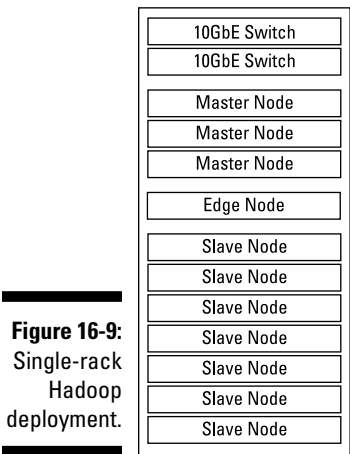 10GbE Switch
10GbE Switch
Master Node
Master Node
Master Node
Edge Node
Slave Node
Slave Node
Slave Node
Slave Node
Slave Node
Slave Node
Slave Node
Figure 16-9:
Single-rack
Hadoop
deployment.